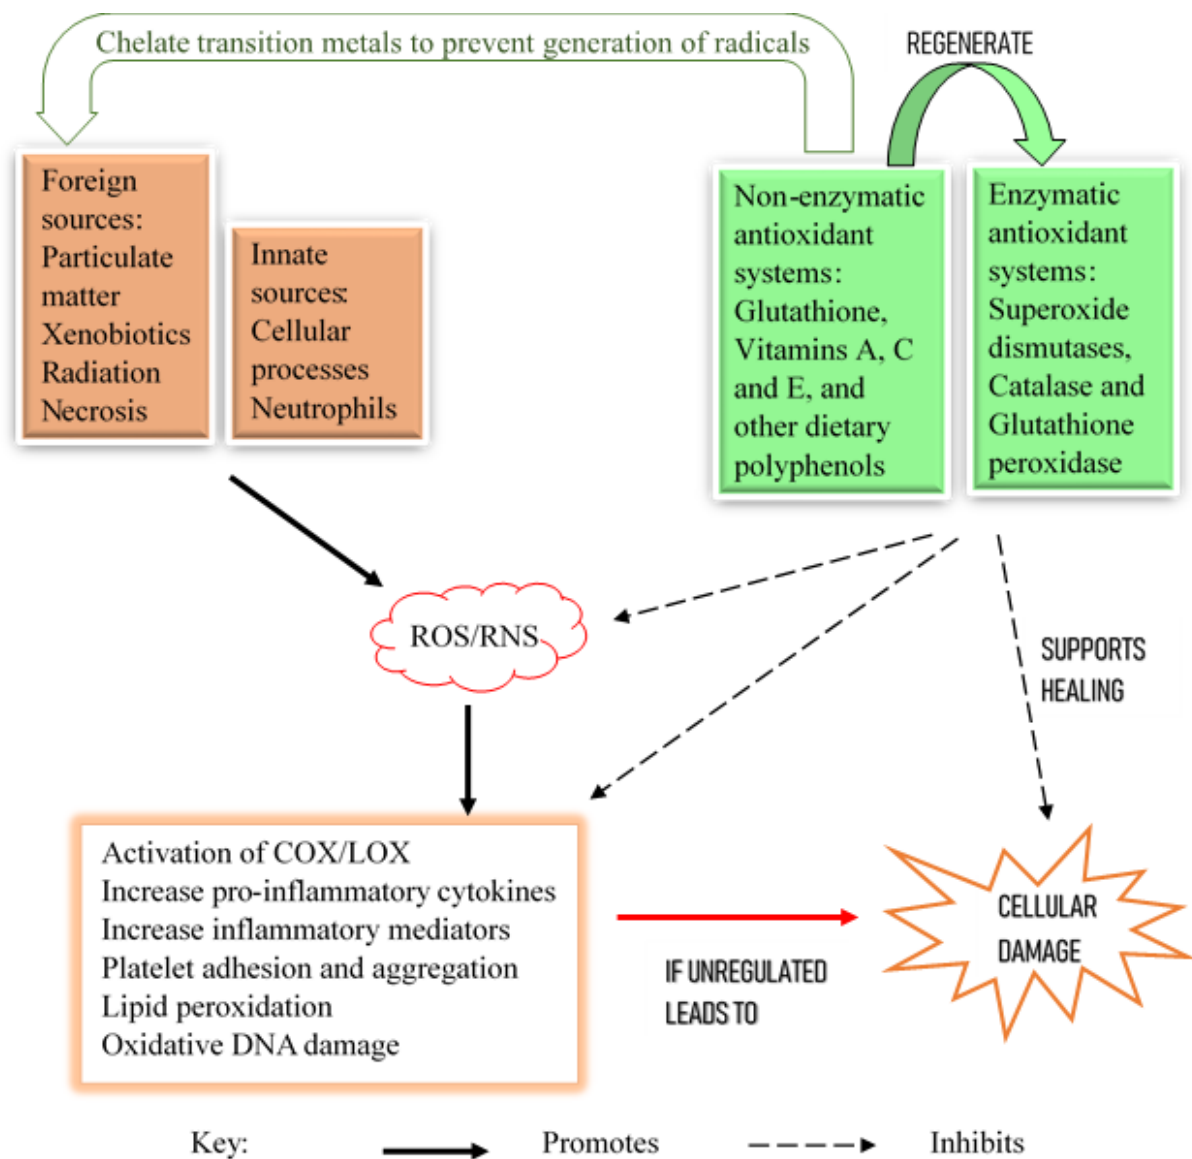 Chelate transition metals to prevent generation of radicals
REGENERATE
Foreign
sources:
Particulate
matter
Xenobiotics
Radiation
Necrosis
Innate
sources:
Cellular
processes
Neutrophils
Non-enzymatic
antioxidant
systems:
Glutathione,
Vitamins A, C
and E, and
other dietary
polyphenols
Enzymatic
antioxidant
systems:
Superoxide
dismutases,
Catalase and
Glutathione
peroxidase
ROS/RNS
SUPPORTS
HEALING
Activation of COX/LOX
Increase pro-inflammatory cytokines
Increase inflammatory mediators
Platelet adhesion and aggregation
Lipid peroxidation
Oxidative DNA damage
IF UNREGULATED
LEADS TO
CELLULAR
DAMAGE
Key: Promotes Inhibits